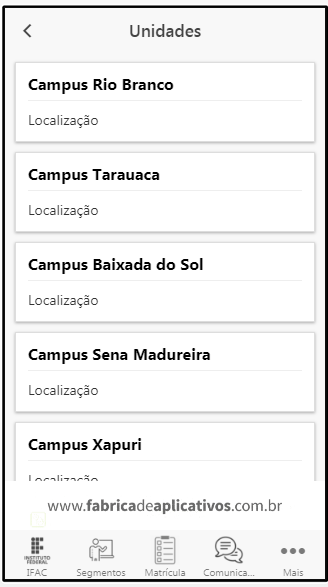 Unidades
Campus Rio Branco
Localização
Campus Tarauaca
Localização
Campus Baixada do Sol
Localização
Campus Sena Madureira
Localização
Campus Xapuri
Localização
www.fabricadeaplicativos.com.br
INSTITUTO
FEDERAL
IFAC Segmentos Matrícula Comunica... Mais